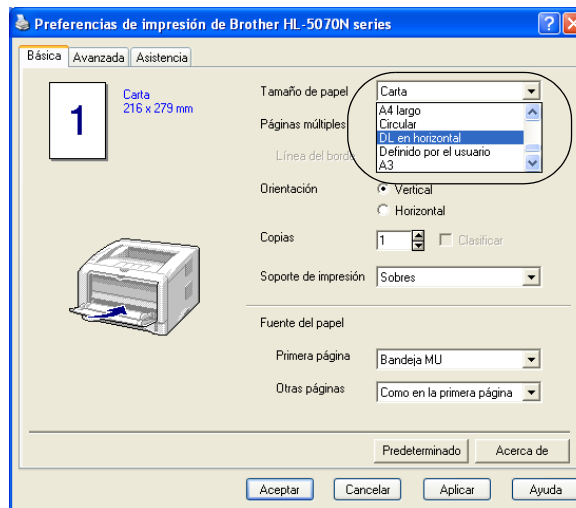 Preferencias de impresión de Brother HL-5070N series
Básica Avanzada Asistencia
1
Carta
216 x 279 mm
Tamaño de papel Carta
A4 largo
Circular
DL en horizontal
Definido por el usuario
A3
Páginas múltiples
Línea del borde
Orientación Vertical
Horizontal
Copias 1 Clasificar
Soporte de impresión Sobres
Fuente del papel
Primera página Bandeja MU
Otras páginas Como en la primera página
Predeterminado Acerca de
Aceptar Cancelar Aplicar Ayuda